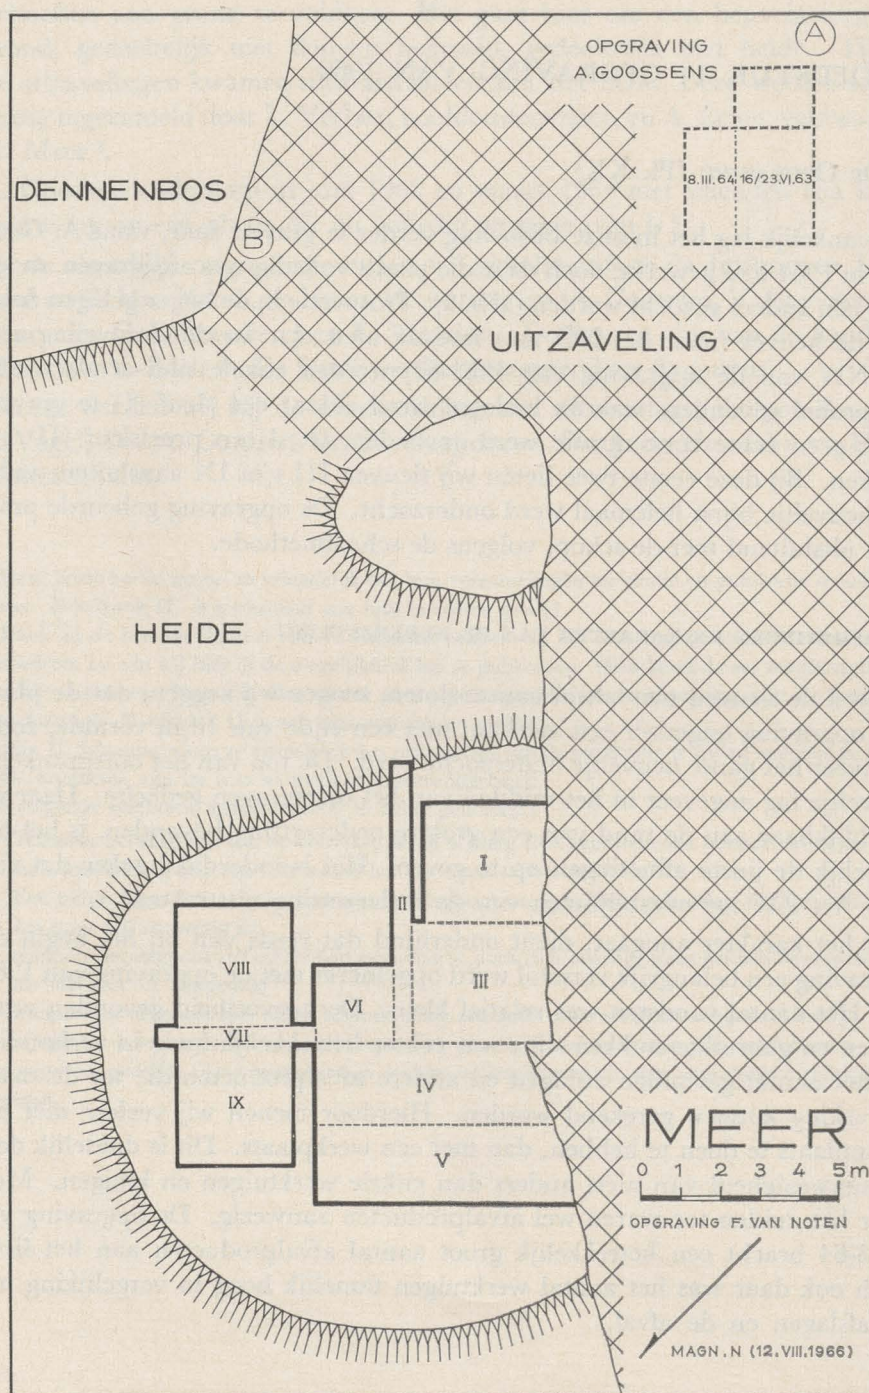 OPGRAVING
A.GOOSSENS
A
8.III.64 16/23.VI.63
DENNENBOS
B
UITZAVELING
HEIDE
I
II
III
VIII
VI
VII
IV
IX
V
MEER
0 1 2 3 4 5m
OPGRAVING F. VAN NOTEN
MAGN.N (12.VIII.1966)